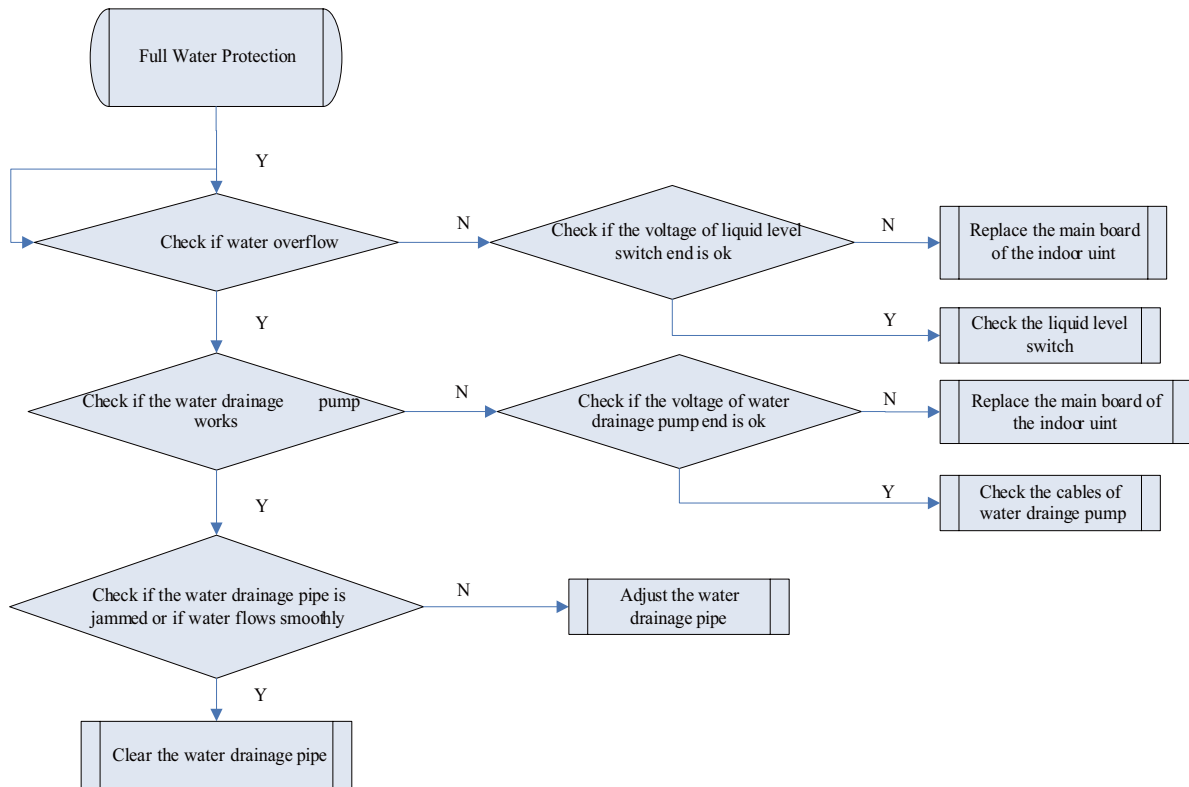 Full Water Protection
Y
Check if water overflow
N
Check if the voltage of liquid level
switch end is ok
N
Replace the main board
of the indoor uint
Y
Y
Check the liquid level
switch
Check if the water drainage pump
works
N
Check if the voltage of water
drainage pump end is ok
N
Replace the main board of
the indoor uint
Y
Y
Check the cables of
water drainge pump
Check if the water drainage pipe is
jammed or if water flows smoothly
N
Adjust the water
drainage pipe
Y
Clear the water drainage pipe